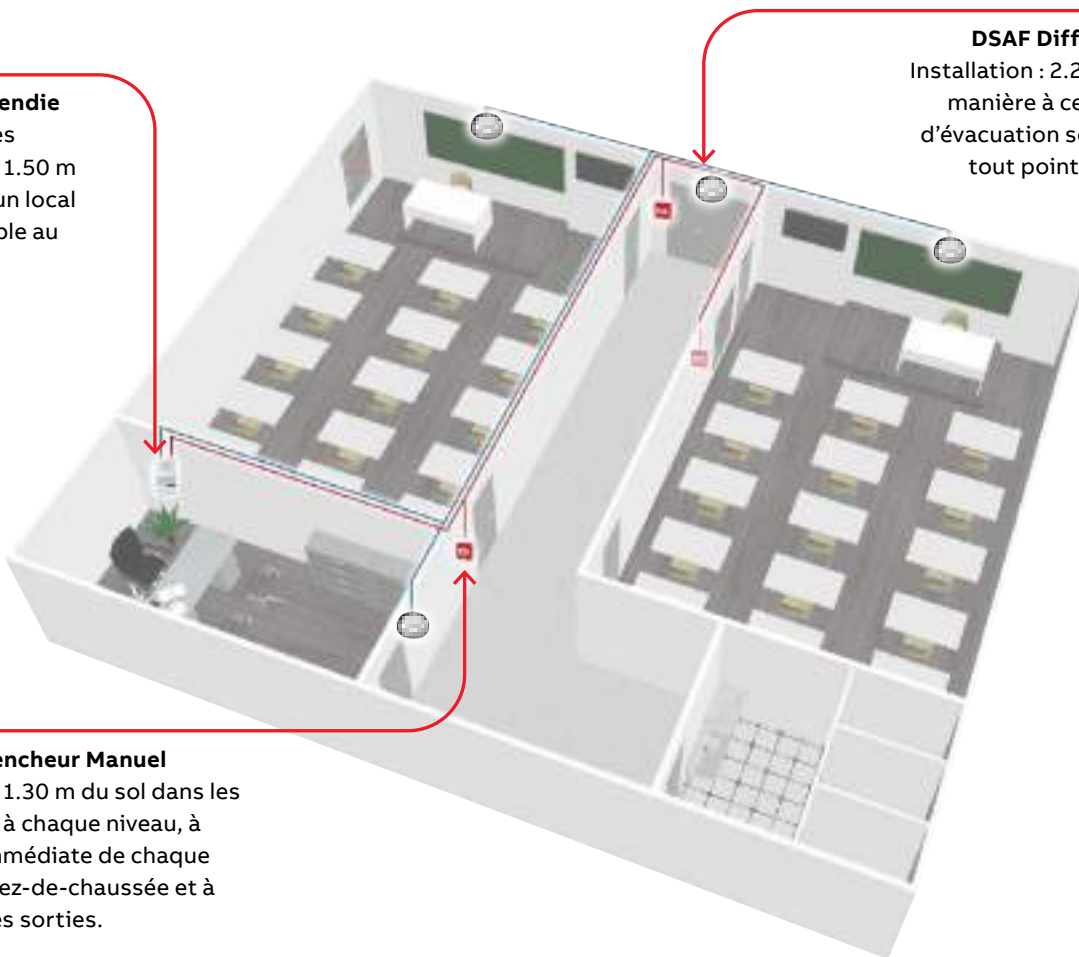 endie
es
1.50 m
un local
ble au
DSAF Diff
Installation : 2.2
manière à ce
d’évacuation so
tout point
encheur Manuel
1.30 m du sol dans les
à chaque niveau, à
nmédiate de chaque
ez-de-chaussée et à
es sorties.